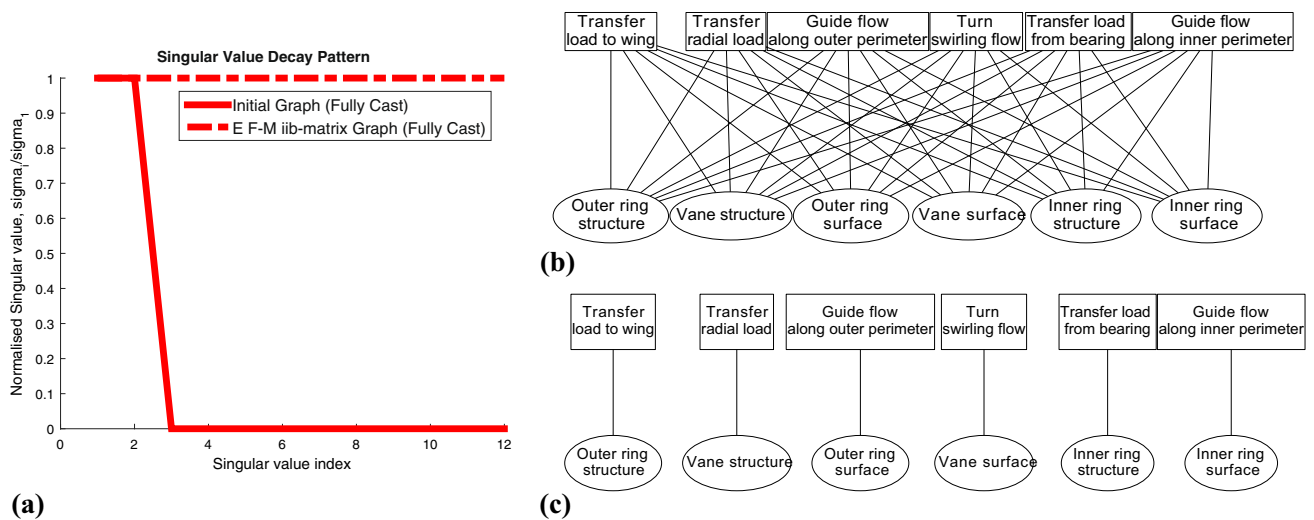 Singular Value Decay Pattern
Normalised Singular value, sigma_i/sigma_1
1
0.9
0.8
0.7
0.6
0.5
0.4
0.3
0.2
0.1
0
Initial Graph (Fully Cast)
E F-M iib-matrix Graph (Fully Cast)
0 2 4 6 8 10 12
Singular value index
(a)
Transfer load to wing
Transfer radial load
Guide flow along outer perimeter
Turn swirling flow
Transfer load from bearing
Guide flow along inner perimeter
Outer ring structure
Vane structure
Outer ring surface
Vane surface
Inner ring structure
Inner ring surface
(b)
Transfer load to wing
Transfer radial load
Guide flow along outer perimeter
Turn swirling flow
Transfer load from bearing
Guide flow along inner perimeter
Outer ring structure
Vane structure
Outer ring surface
Vane surface
Inner ring structure
Inner ring surface
(c)